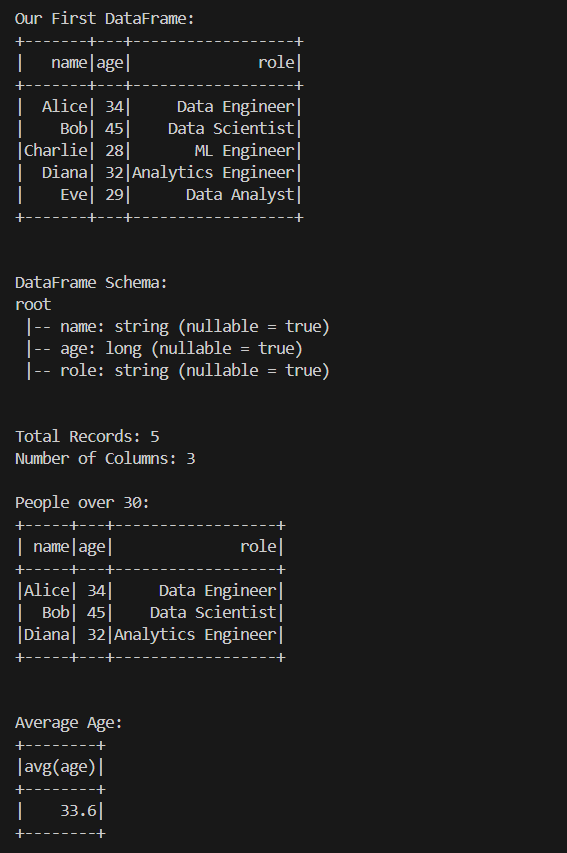 Our First DataFrame:
+-------+---+------------------+
|   name|age|              role|
+-------+---+------------------+
|  Alice| 34|     Data Engineer|
|    Bob| 45|    Data Scientist|
|Charlie| 28|       ML Engineer|
|  Diana| 32|Analytics Engineer|
|    Eve| 29|      Data Analyst|
+-------+---+------------------+
DataFrame Schema:
root
 |-- name: string (nullable = true)
 |-- age: long (nullable = true)
 |-- role: string (nullable = true)
Total Records: 5
Number of Columns: 3
People over 30:
+-----+---+------------------+
| name|age|              role|
+-----+---+------------------+
|Alice| 34|     Data Engineer|
|  Bob| 45|    Data Scientist|
|Diana| 32|Analytics Engineer|
+-----+---+------------------+
Average Age:
+--------+
|avg(age)|
+--------+
|    33.6|
+--------+